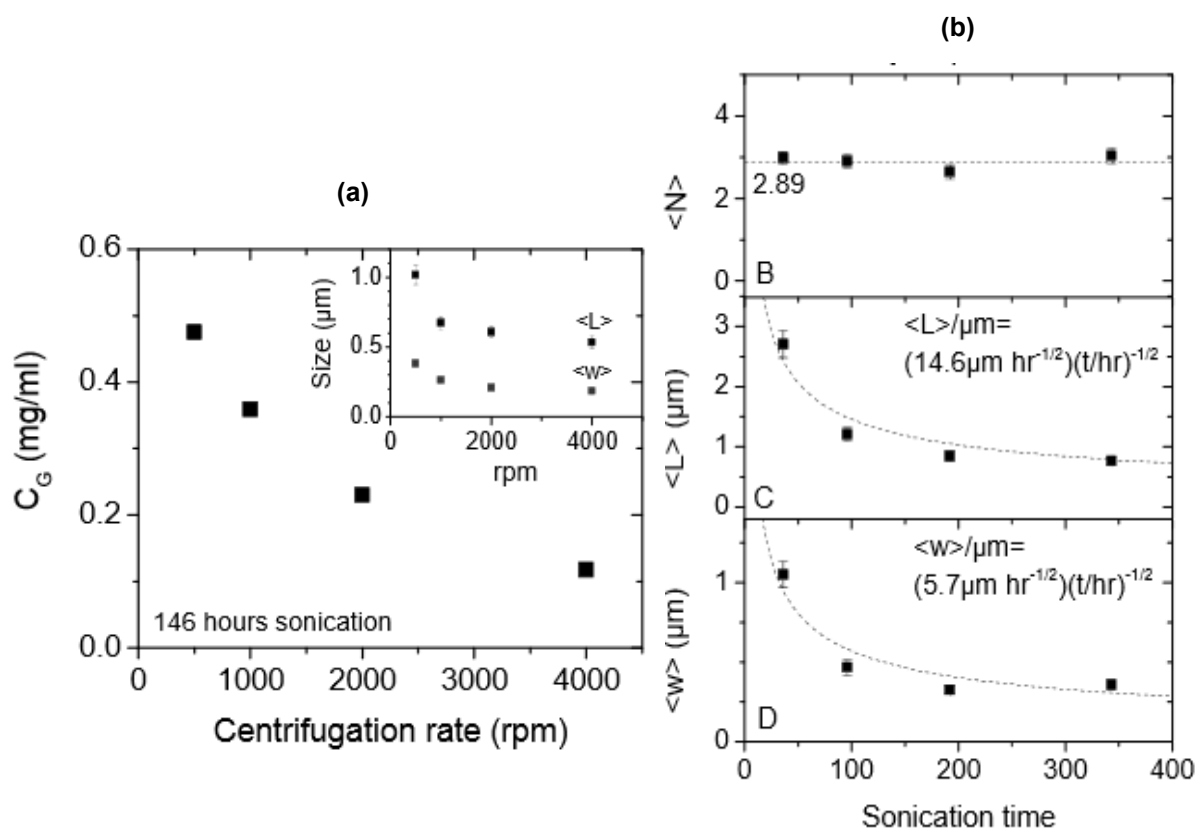 (b)
(a)
0.6
0.4
0.2
0.0
C_G (mg/ml)
0 1000 2000 3000 4000
Centrifugation rate (rpm)
146 hours sonication
1.0
0.5
0.0
Size (µm)
0 2000 4000
rpm
<L>
<w>
4
2
0
<N>
2.89
B
3
2
1
0
<L> (µm)
<L>/µm=
(14.6µm hr^-1/2)(t/hr)^-1/2
C
1
0
<w> (µm)
<w>/µm=
(5.7µm hr^-1/2)(t/hr)^-1/2
D
0 100 200 300 400
Sonication time